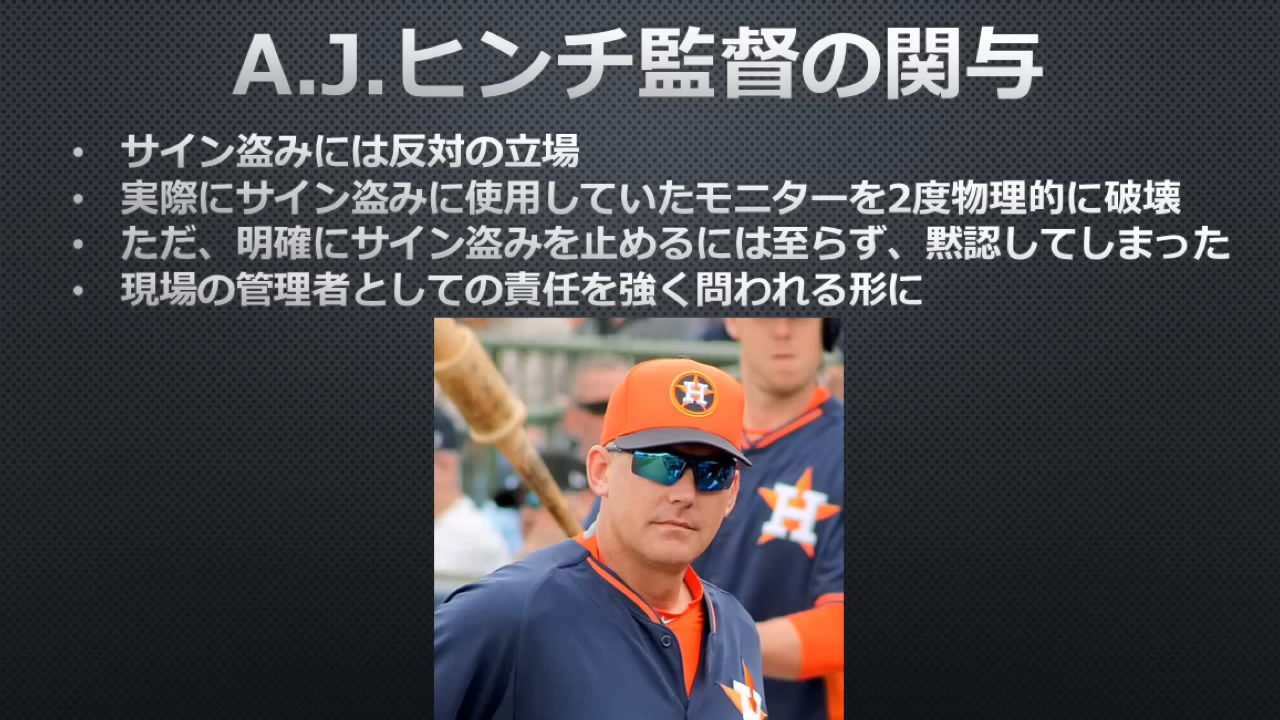 A.J.ヒンチ監督の関与
• サイン盗みには反対の立場
• 実際にサイン盗みに使用していたモニターを2度物理的に破壊
• ただ、明確にサイン盗みを止めるには至らず、黙認してしまった
• 現場の管理者としての責任を強く問われる形に
H
H
H